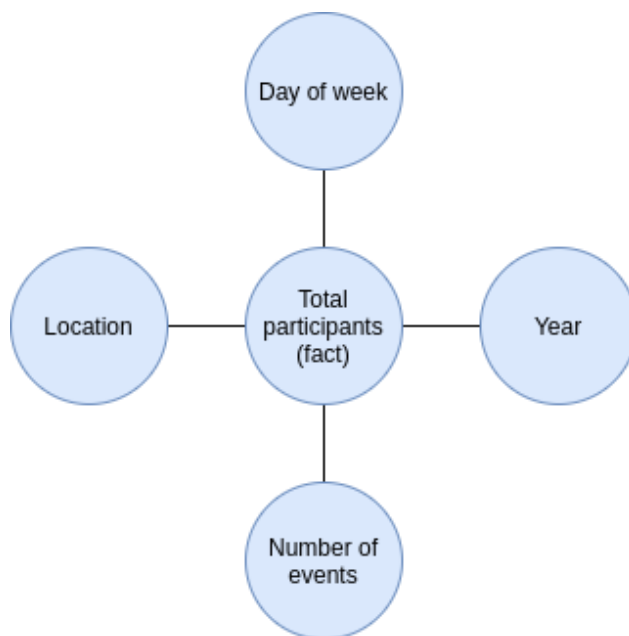 Day of week
Location
Total
participants
(fact)
Year
Number of
events